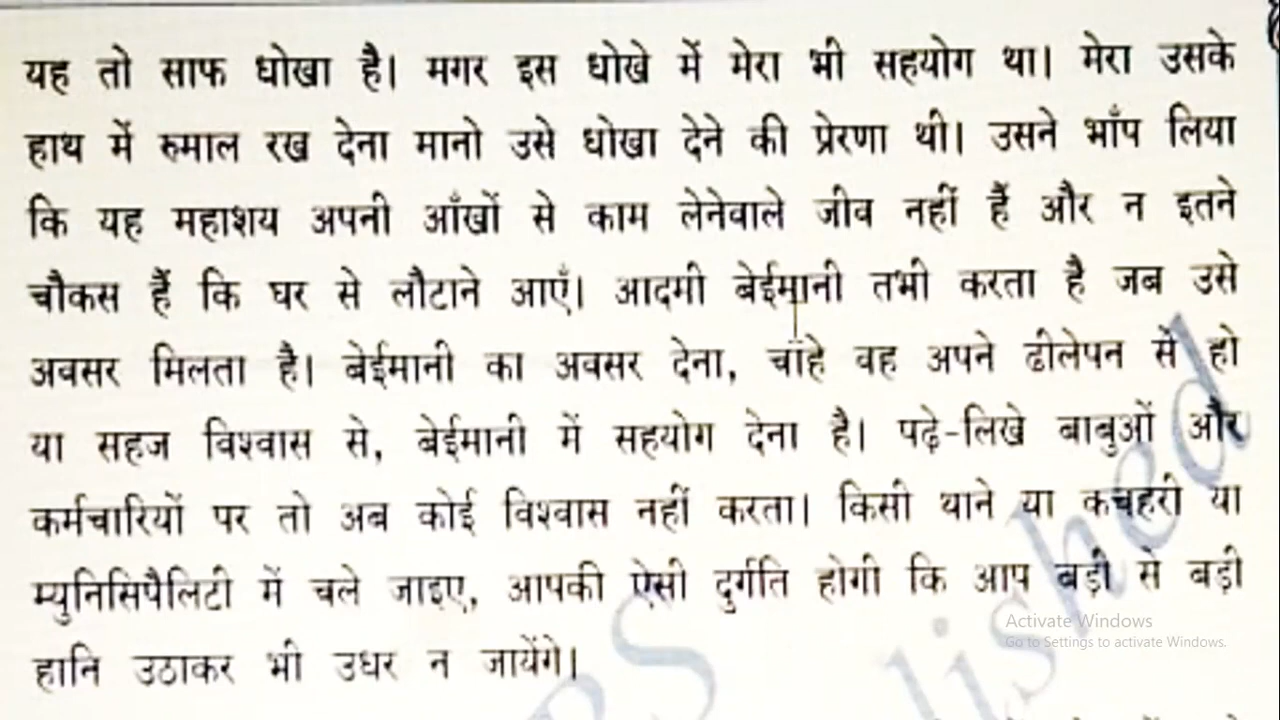 यह तो साफ धोखा है। मगर इस धोखे में मेरा भी सहयोग था। मेरा उसके
हाथ में रुमाल रख देना मानो उसे धोखा देने की प्रेरणा थी। उसने भाँप लिया
कि यह महाशय अपनी आँखों से काम लेनेवाले जीव नहीं हैं और न इतने
चौकस हैं कि घर से लौटाने आएँ। आदमी बेईमानी तभी करता है जब उसे
अवसर मिलता है। बेईमानी का अवसर देना, चाहे वह अपने ढीलेपन से हो
या सहज विश्वास से, बेईमानी में सहयोग देना है। पढ़े-लिखे बाबुओं और
कर्मचारियों पर तो अब कोई विश्वास नहीं करता। किसी थाने या कचहरी या
म्युनिसिपैलिटी में चले जाइए, आपकी ऐसी दुर्गति होगी कि आप बड़ी से बड़ी
हानि उठाकर भी उधर न जायेंगे।
Activate Windows
Go to Settings to activate Windows.
lished